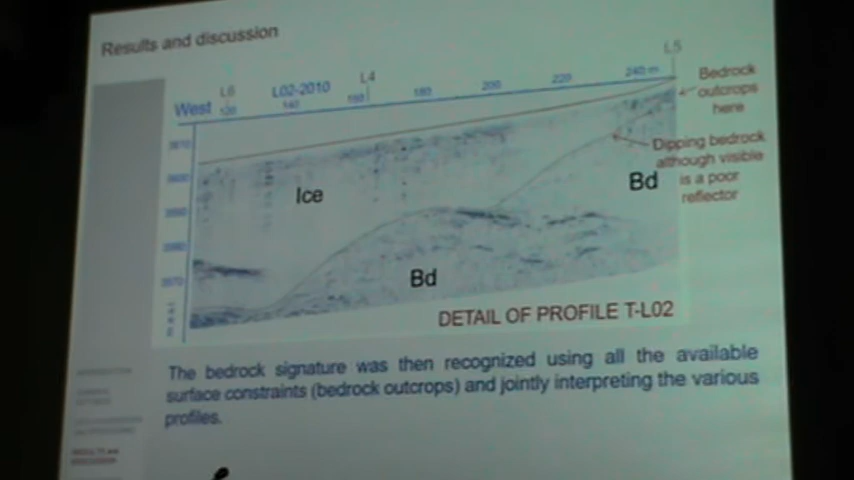 Results and discussion
L6
L02-2010
L4
L5
West
120
140
180
200
220
240 m
Bedrock
outcrops
here
Dipping bedrock
although visible
is a poor
reflector
Ice
Bd
Bd
DETAIL OF PROFILE T-L02
The bedrock signature was then recognized using all the available
surface constraints (bedrock outcrops) and jointly interpreting the various
profiles.